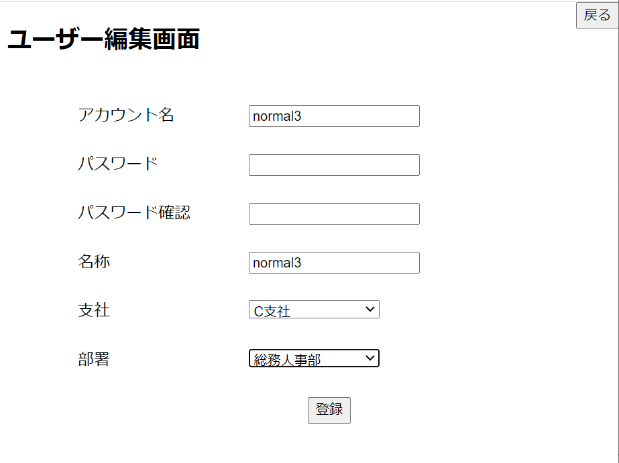 戻る
ユーザー編集画面
アカウント名 normal3
パスワード
パスワード確認
名称 normal3
支社 C支社
部署 総務人事部
登録